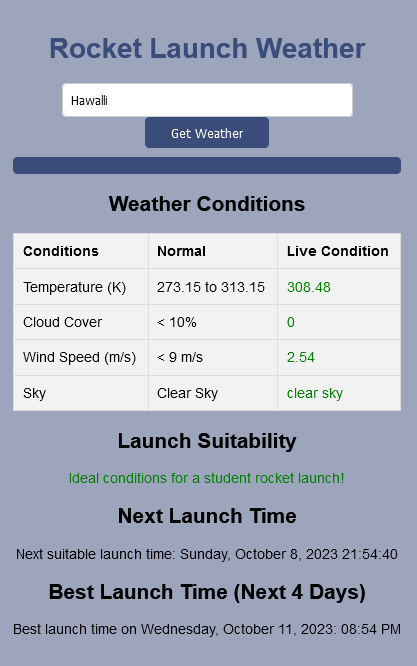 Rocket Launch Weather
Hawalli
Get Weather
Weather Conditions
Conditions Normal Live Condition
Temperature (K) 273.15 to 313.15 308.48
Cloud Cover < 10% 0
Wind Speed (m/s) < 9 m/s 2.54
Sky Clear Sky clear sky
Launch Suitability
Ideal conditions for a student rocket launch!
Next Launch Time
Next suitable launch time: Sunday, October 8, 2023 21:54:40
Best Launch Time (Next 4 Days)
Best launch time on Wednesday, October 11, 2023: 08:54 PM